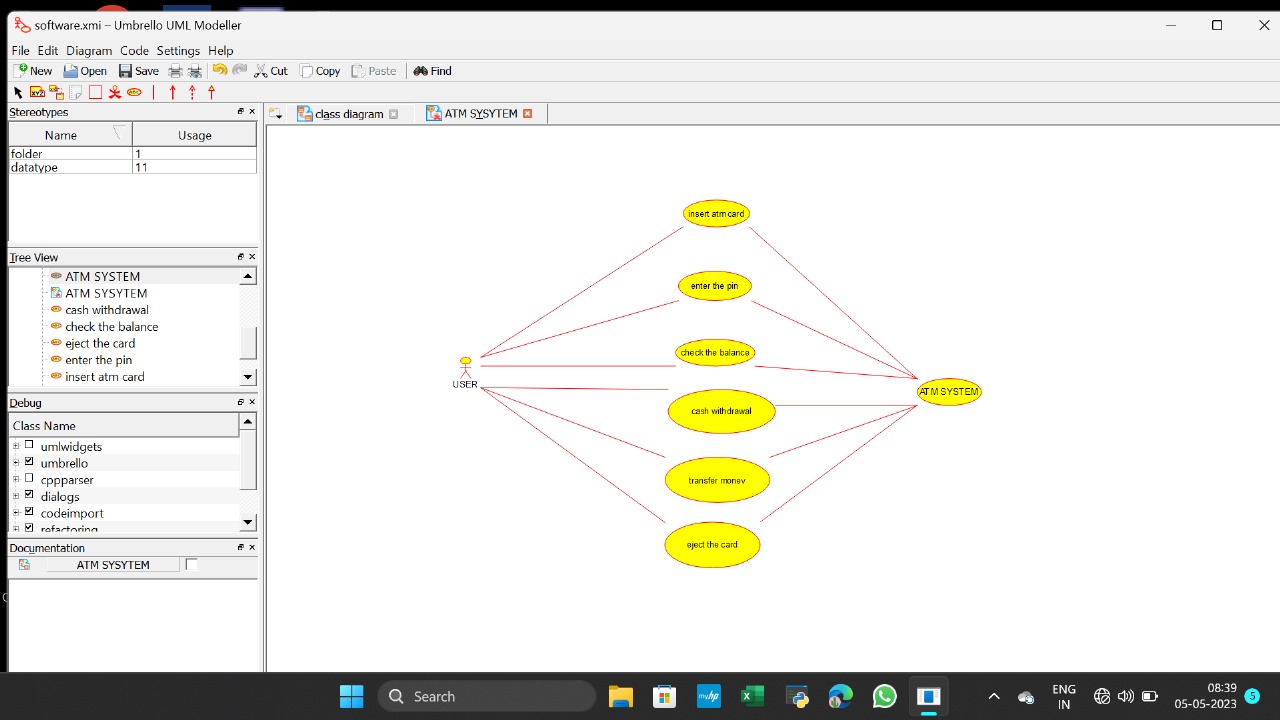 software.xmi – Umbrello UML Modeller
File Edit Diagram Code Settings Help
New Open Save Cut Copy Paste Find
XYZ
Stereotypes
Name Usage
folder 1
datatype 11
Tree View
ATM SYSTEM
ATM SYSYTEM
cash withdrawal
check the balance
eject the card
enter the pin
insert atm card
Debug
Class Name
umlwidgets
umbrello
cppparser
dialogs
codeimport
refactoring
Documentation
ATM SYSYTEM
class diagram ATM SYSYTEM
insert atm card
enter the pin
check the balance
USER
ATM SYSTEM
cash withdrawal
transfer money
eject the card
Search
myhp
ENG
IN
08:39
05-05-2023
5